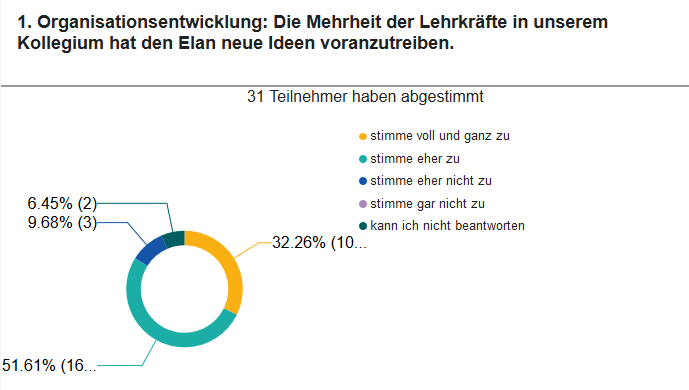 1. Organisationsentwicklung: Die Mehrheit der Lehrkräfte in unserem
Kollegium hat den Elan neue Ideen voranzutreiben.
31 Teilnehmer haben abgestimmt
stimme voll und ganz zu
stimme eher zu
stimme eher nicht zu
stimme gar nicht zu
kann ich nicht beantworten
6.45% (2)
9.68% (3)
32.26% (10...
51.61% (16...